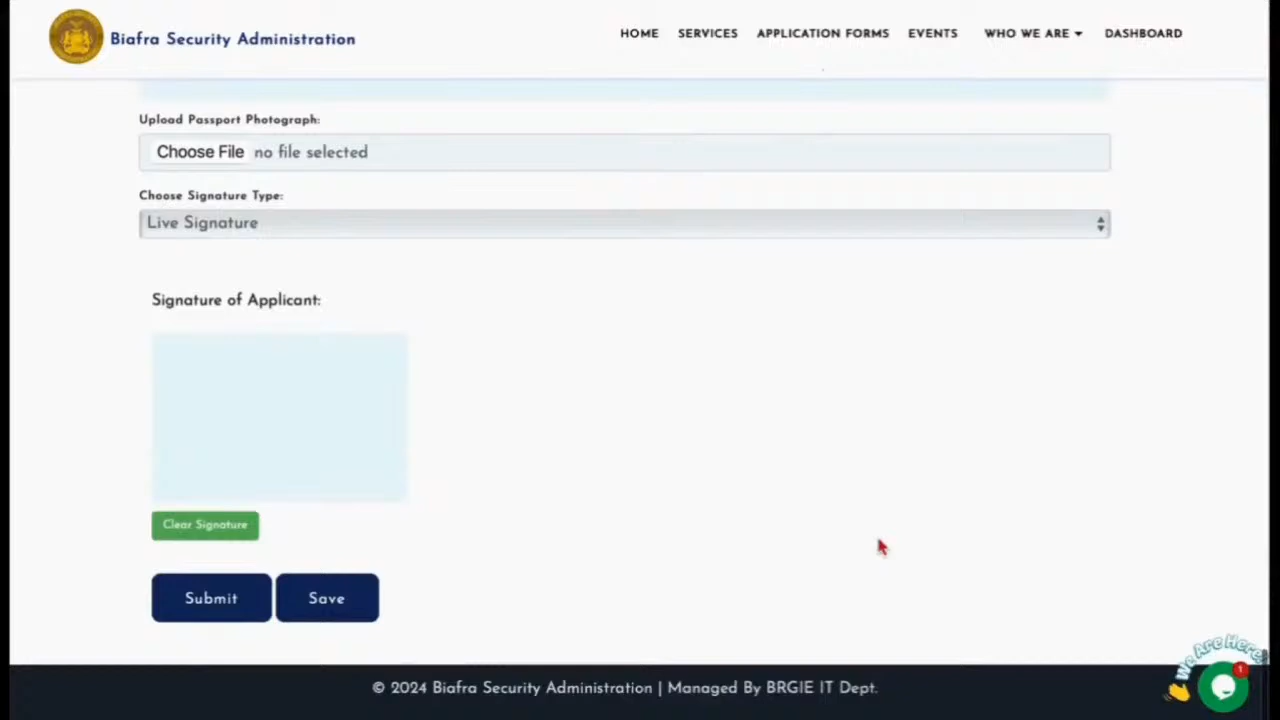 Biafra Security Administration
HOME SERVICES APPLICATION FORMS EVENTS WHO WE ARE DASHBOARD
Upload Passport Photograph:
Choose File no file selected
Choose Signature Type:
Live Signature
Signature of Applicant:
Clear Signature
Submit Save
We Are Here!
1
© 2024 Biafra Security Administration | Managed By BRGIE IT Dept.